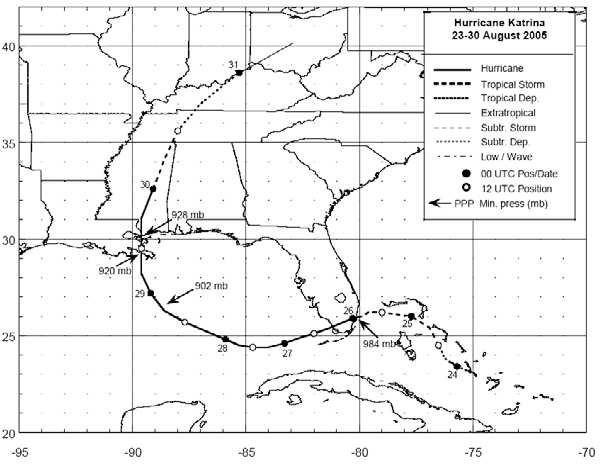 Hurricane Katrina
23-30 August 2005
Hurricane
Tropical Storm
Tropical Dep.
Extratropical
Subtr. Storm
Subtr. Dep.
Low / Wave
00 UTC Pos/Date
12 UTC Position
PPP Min. press (mb)
40
35
30
25
20
31
30
928 mb
920 mb
29
902 mb
28
27
26
984 mb
25
24
-95
-90
-85
-80
-75
-70